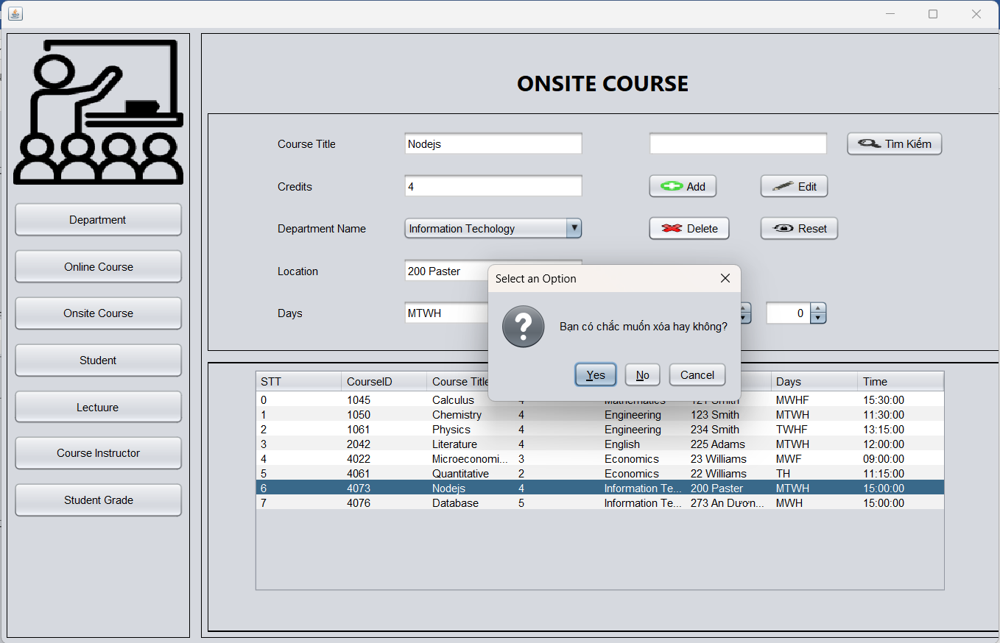 ONSITE COURSE
Course Title Nodejs Tìm Kiếm
Credits 4 Add Edit
Department Name Information Techology Delete Reset
Location 200 Paster
Days MTWH 0
Department
Online Course
Onsite Course
Student
Lectuure
Course Instructor
Student Grade
Select an Option
Bạn có chắc muốn xóa hay không?
Yes No Cancel
STT CourseID Course Title Days Time
0 1045 Calculus 4 Mathematics 121 Smith MWHF 15:30:00
1 1050 Chemistry 4 Engineering 123 Smith MTWH 11:30:00
2 1061 Physics 4 Engineering 234 Smith TWHF 13:15:00
3 2042 Literature 4 English 225 Adams MTWH 12:00:00
4 4022 Microeconomi... 3 Economics 23 Williams MWF 09:00:00
5 4061 Quantitative 2 Economics 22 Williams TH 11:15:00
6 4073 Nodejs 4 Information Te... 200 Paster MTWH 15:00:00
7 4076 Database 5 Information Te... 273 An Dươn... MWH 15:00:00